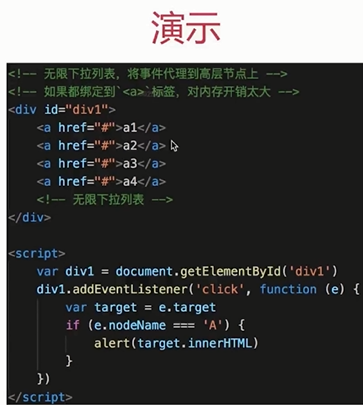 演示
<!-- 无限下拉列表，将事件代理到高层节点上 -->
<!-- 如果都绑定到`<a>`标签，对内存开销太大 -->
<div id="div1">
    <a href="#">a1</a>
    <a href="#">a2</a>
    <a href="#">a3</a>
    <a href="#">a4</a>
    <!-- 无限下拉列表 -->
</div>

<script>
    var div1 = document.getElementById('div1')
    div1.addEventListener('click', function (e) {
        var target = e.target
        if (e.nodeName === 'A') {
            alert(target.innerHTML)
        }
    })
</script>